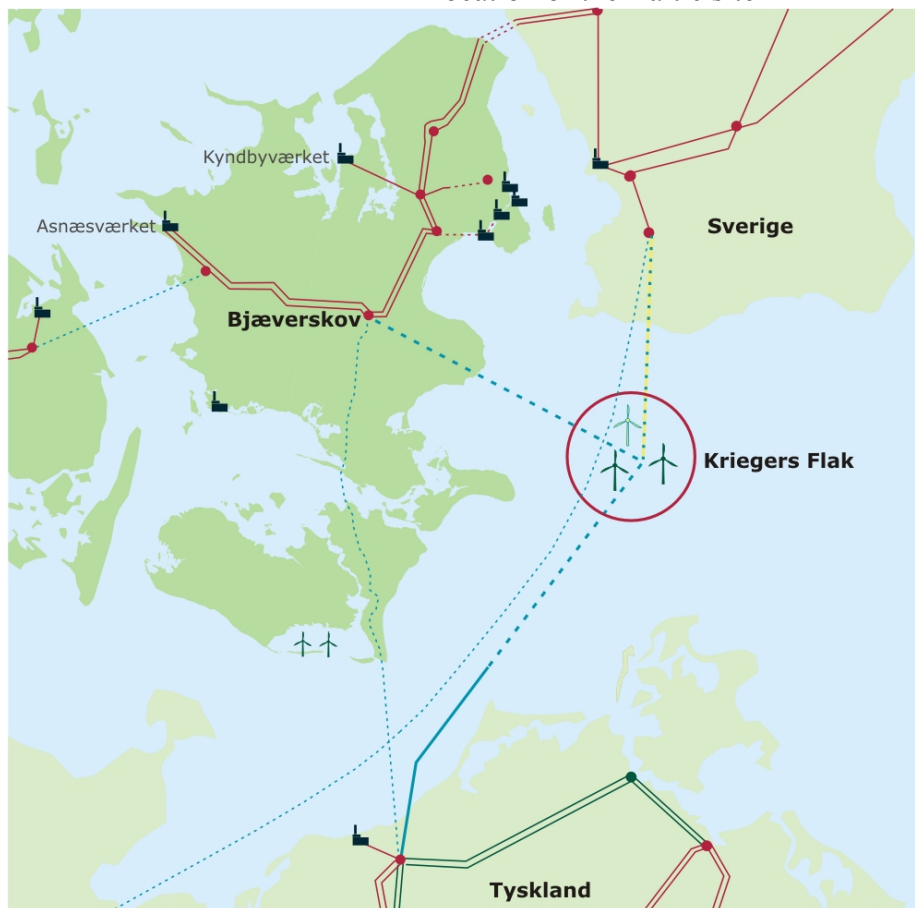 Kyndbyværket
Asnæsværket
Sverige
Bjæverskov
Kriegers Flak
Tyskland